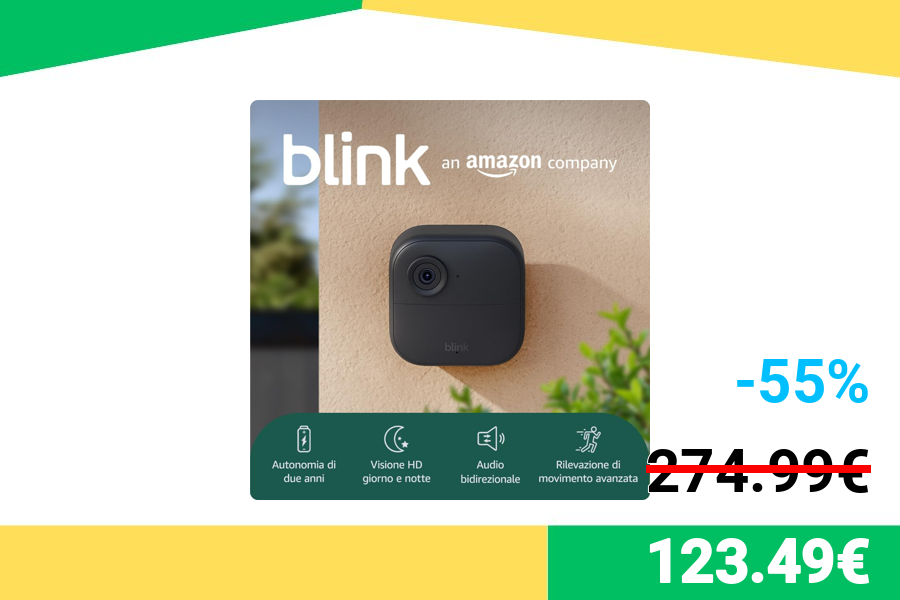 blink an amazon company
blink
Autonomia di
due anni
Visione HD
giorno e notte
Audio
bidirezionale
Rilevazione di
movimento avanzata
-55%
274.99€
123.49€